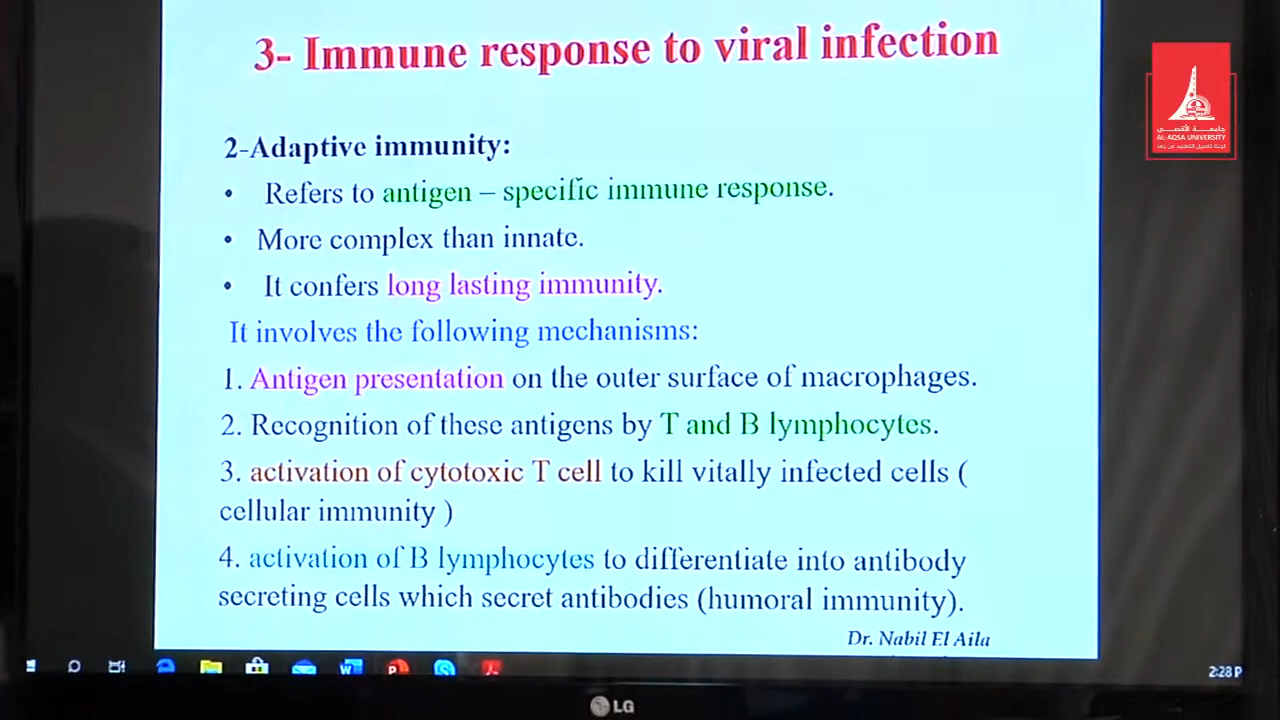 3- Immune response to viral infection
جامعة الأقصى
AL-AQSA UNIVERSITY
2-Adaptive immunity:
• Refers to antigen – specific immune response.
• More complex than innate.
• It confers long lasting immunity.
It involves the following mechanisms:
1. Antigen presentation on the outer surface of macrophages.
2. Recognition of these antigens by T and B lymphocytes.
3. activation of cytotoxic T cell to kill vitally infected cells (
cellular immunity )
4. activation of B lymphocytes to differentiate into antibody
secreting cells which secret antibodies (humoral immunity).
Dr. Nabil El Aila
2:28 P
LG